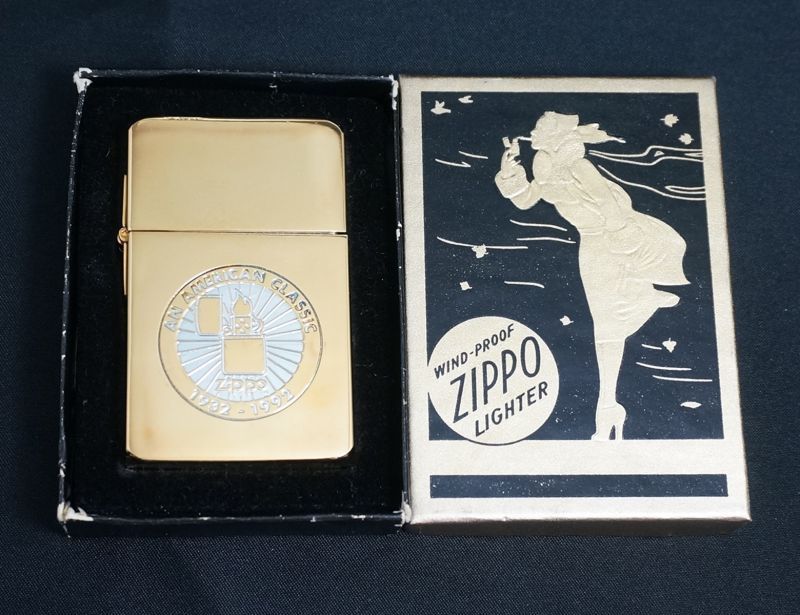 AN AMERICAN CLASSIC
Zippo
1932 - 1992
WIND-PROOF
ZIPPO
LIGHTER